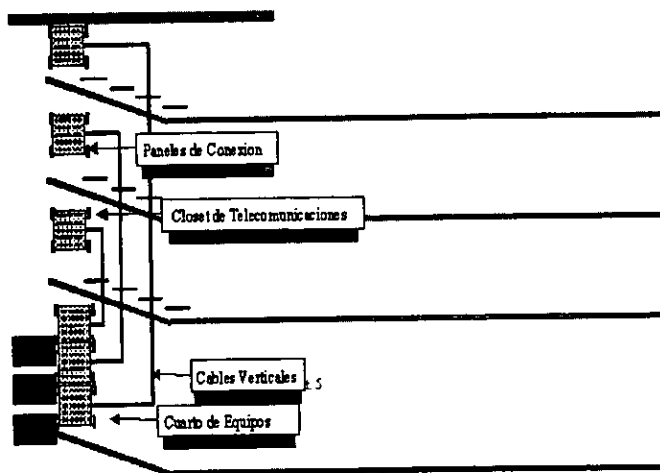 Paneles de Conexion
Closet de Telecomunicaciones
Cables Verticales
Cuarto de Equipos